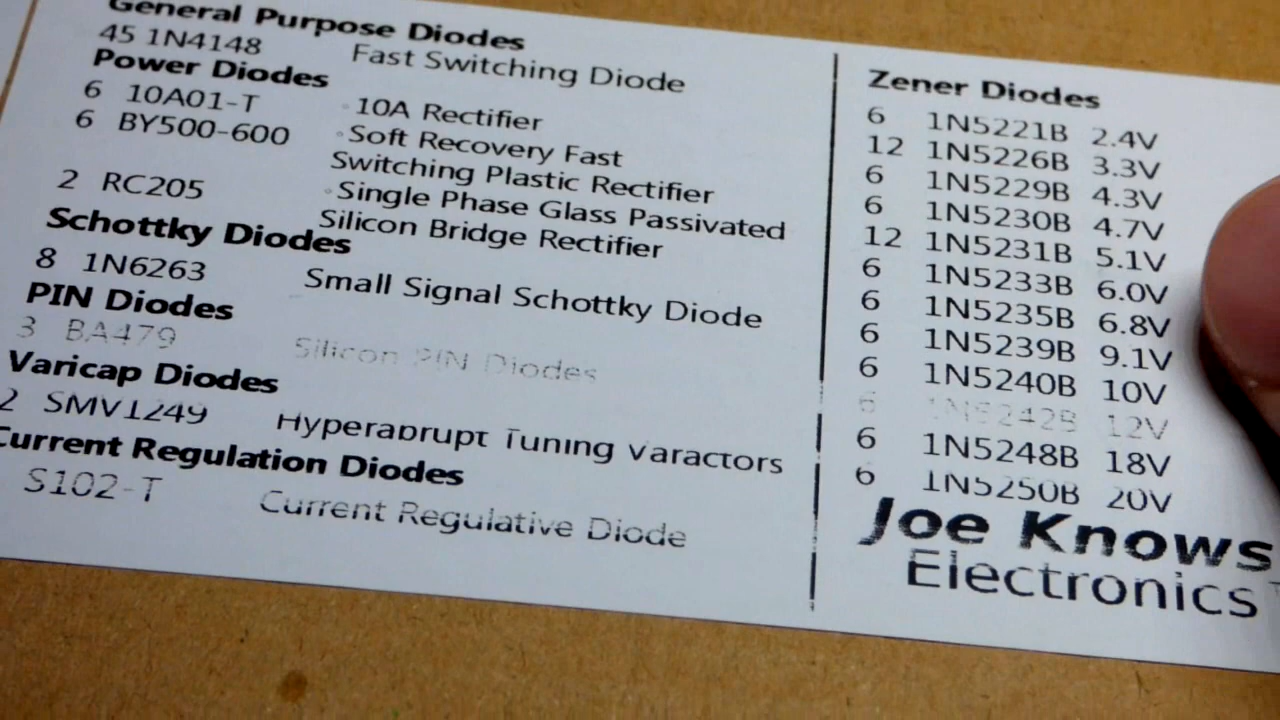 General Purpose Diodes
45 1N4148 Fast Switching Diode
Power Diodes
6 10A01-T 10A Rectifier
6 BY500-600 Soft Recovery Fast
Switching Plastic Rectifier
2 RC205 Single Phase Glass Passivated
Silicon Bridge Rectifier
Schottky Diodes
8 1N6263 Small Signal Schottky Diode
PIN Diodes
3 BA479 Silicon PIN Diodes
Varicap Diodes
2 SMV1249 Hyperabrupt Tuning Varactors
Current Regulation Diodes
S102-T Current Regulative Diode
Zener Diodes
6 1N5221B 2.4V
12 1N5226B 3.3V
6 1N5229B 4.3V
6 1N5230B 4.7V
12 1N5231B 5.1V
6 1N5233B 6.0V
6 1N5235B 6.8V
6 1N5239B 9.1V
6 1N5240B 10V
6 1N5242B 12V
6 1N5248B 18V
6 1N5250B 20V
Joe Knows
Electronics